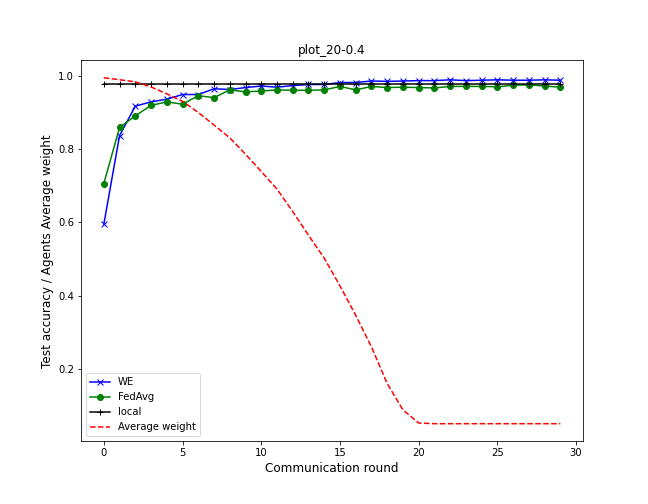 plot_20-0.4
Test accuracy / Agents Average weight
1.0
0.8
0.6
0.4
0.2
WE
FedAvg
local
Average weight
0
5
10
15
20
25
30
Communication round